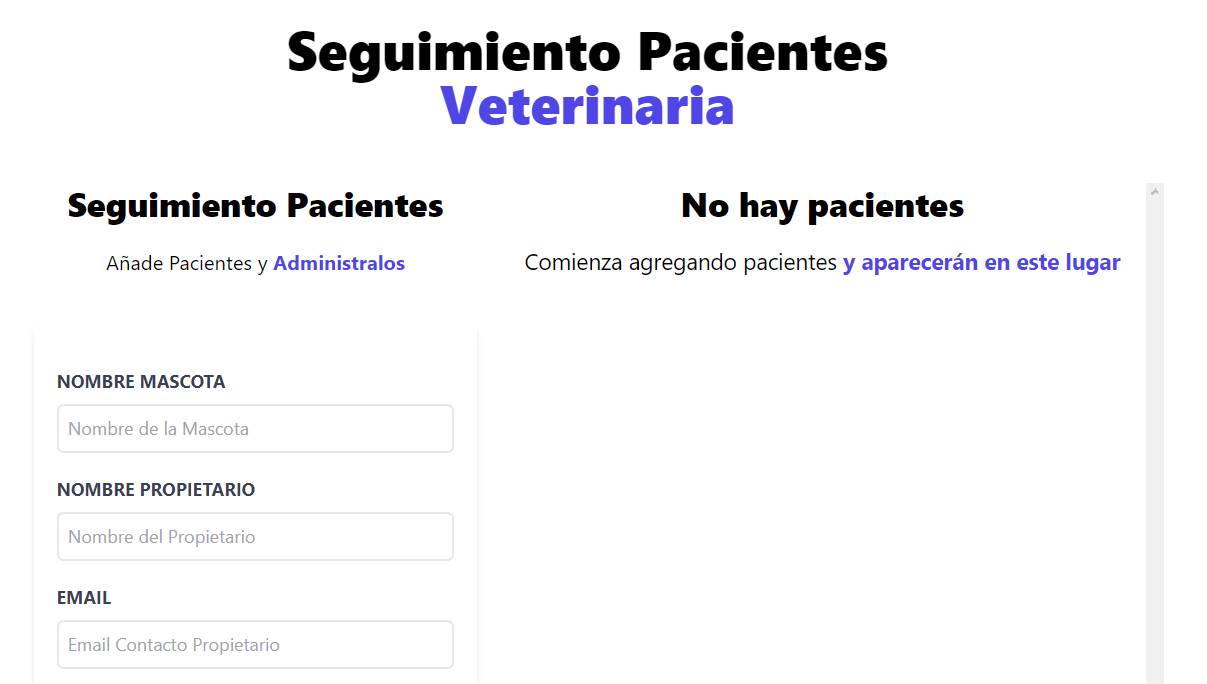 Seguimiento Pacientes
Veterinaria
Seguimiento Pacientes
Añade Pacientes y Administralos
NOMBRE MASCOTA
Nombre de la Mascota
NOMBRE PROPIETARIO
Nombre del Propietario
EMAIL
Email Contacto Propietario
No hay pacientes
Comienza agregando pacientes y aparecerán en este lugar